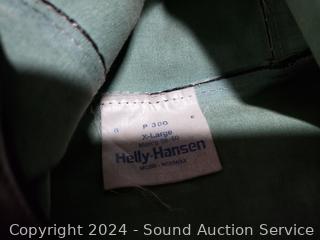 P 300
X-Large
Helly-Hansen
Copyright 2024 - Sound Auction Service